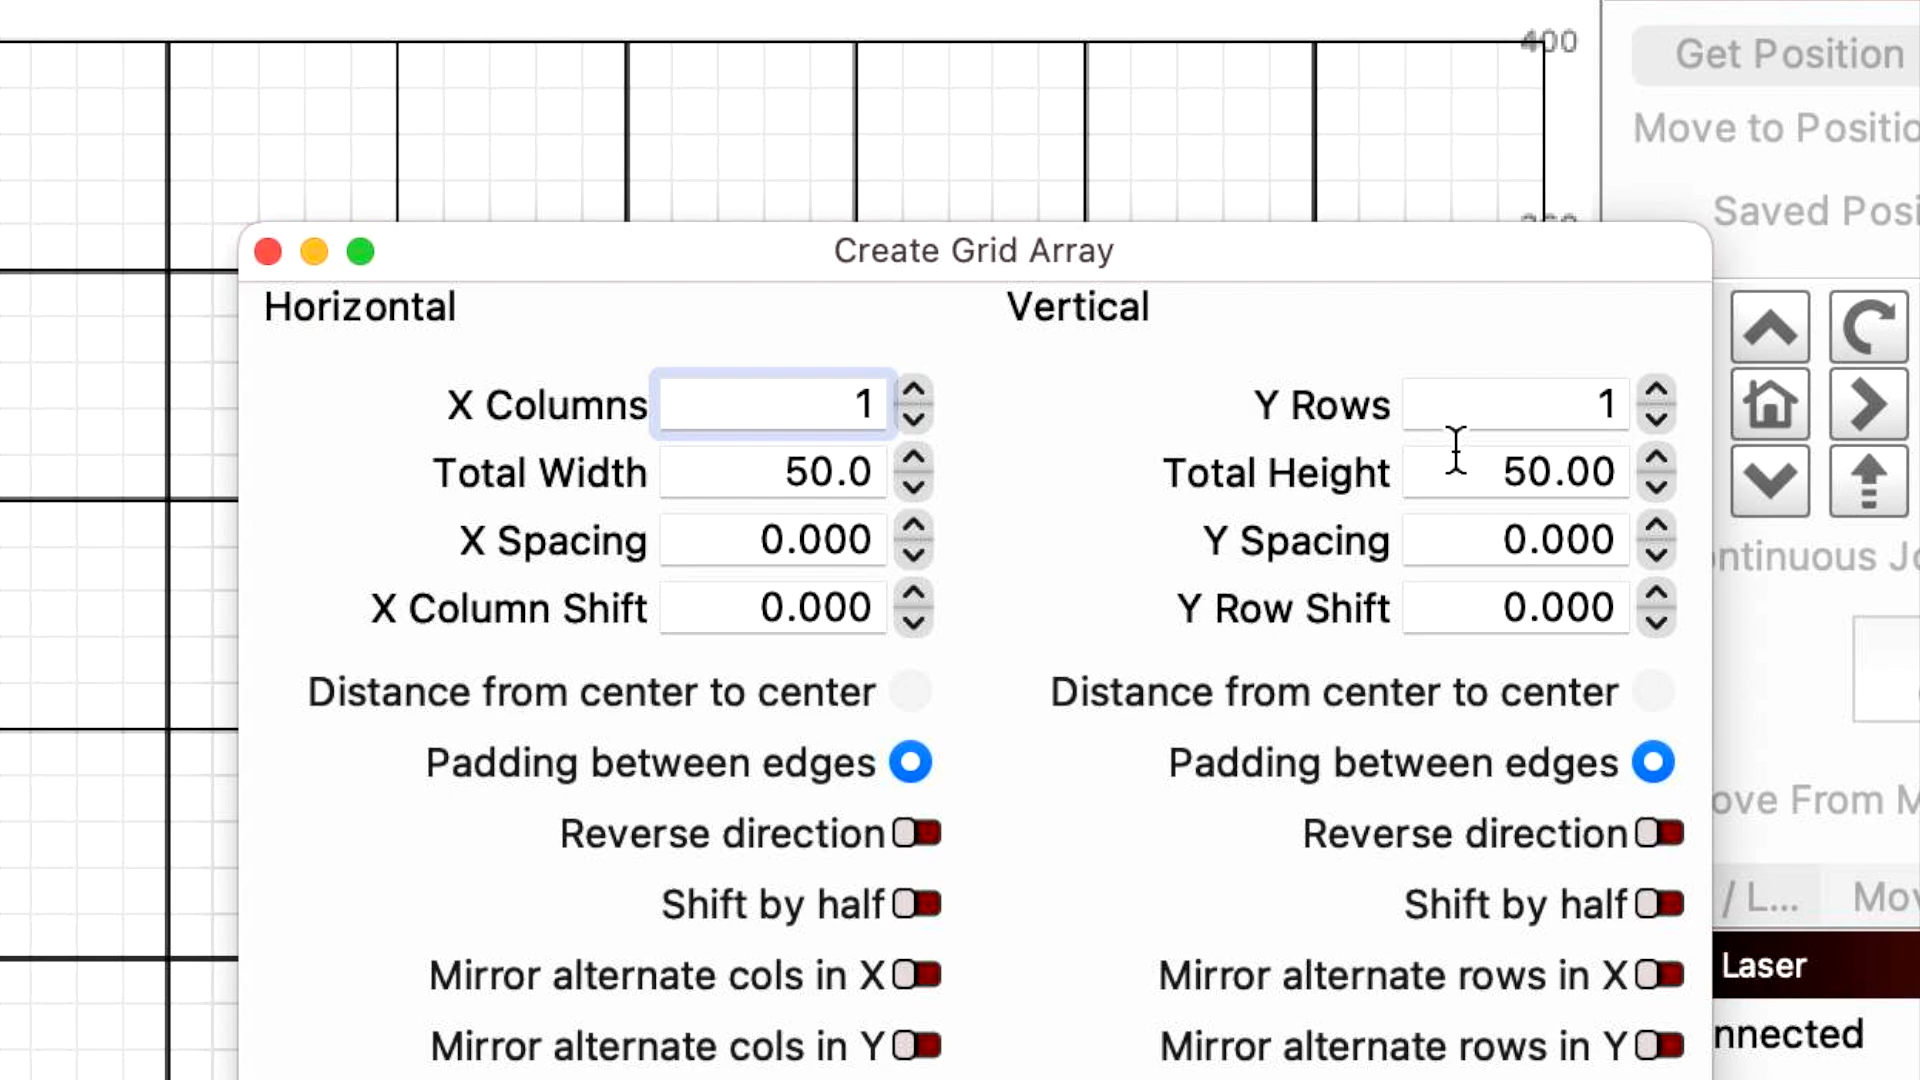 400
Get Position
Move to Positio
Saved Posi
Create Grid Array
Horizontal
Vertical
X Columns 1
Y Rows 1
Total Width 50.0
Total Height 50.00
X Spacing 0.000
Y Spacing 0.000
ntinuous Jo
X Column Shift 0.000
Y Row Shift 0.000
Distance from center to center
Distance from center to center
Padding between edges
Padding between edges
ove From M
Reverse direction
Reverse direction
Shift by half
Shift by half
/ L...
Mov
Mirror alternate cols in X
Mirror alternate rows in X
Laser
Mirror alternate cols in Y
Mirror alternate rows in Y
nnected